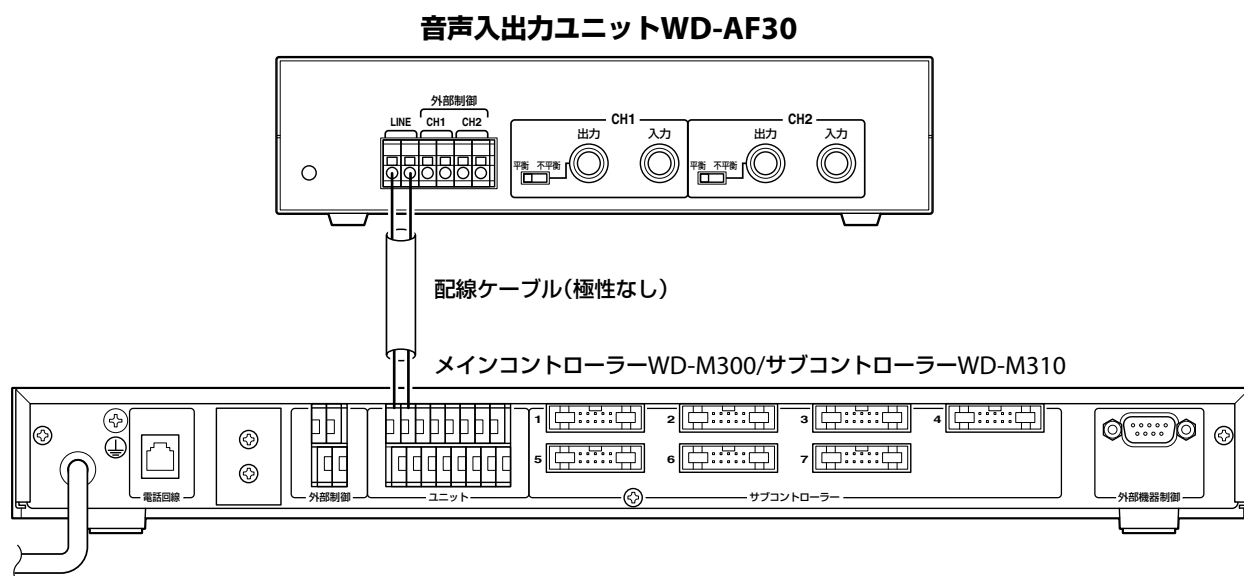 音声入出力ユニットWD-AF30
外部制御
LINE CH1 CH2
CH1
出力 入力
平衡 不平衡
CH2
出力 入力
平衡 不平衡
配線ケーブル(極性なし)
メインコントローラーWD-M300/サブコントローラーWD-M310
1 2 3 4
5 6 7
電話回線 外部制御 ユニット サブコントローラー 外部機器制御